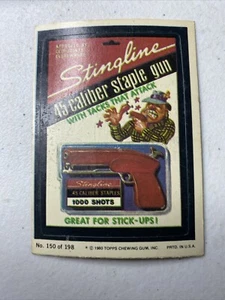 Stingline
45 caliber staple gun
WITH TACKS THAT ATTACK
Stingline
.45 CALIBER STAPLES
1000 SHOTS
GREAT FOR STICK-UPS!
No. 150 of 198
© 1980 TOPPS CHEWING GUM, INC.
PRTD. IN U.S.A.